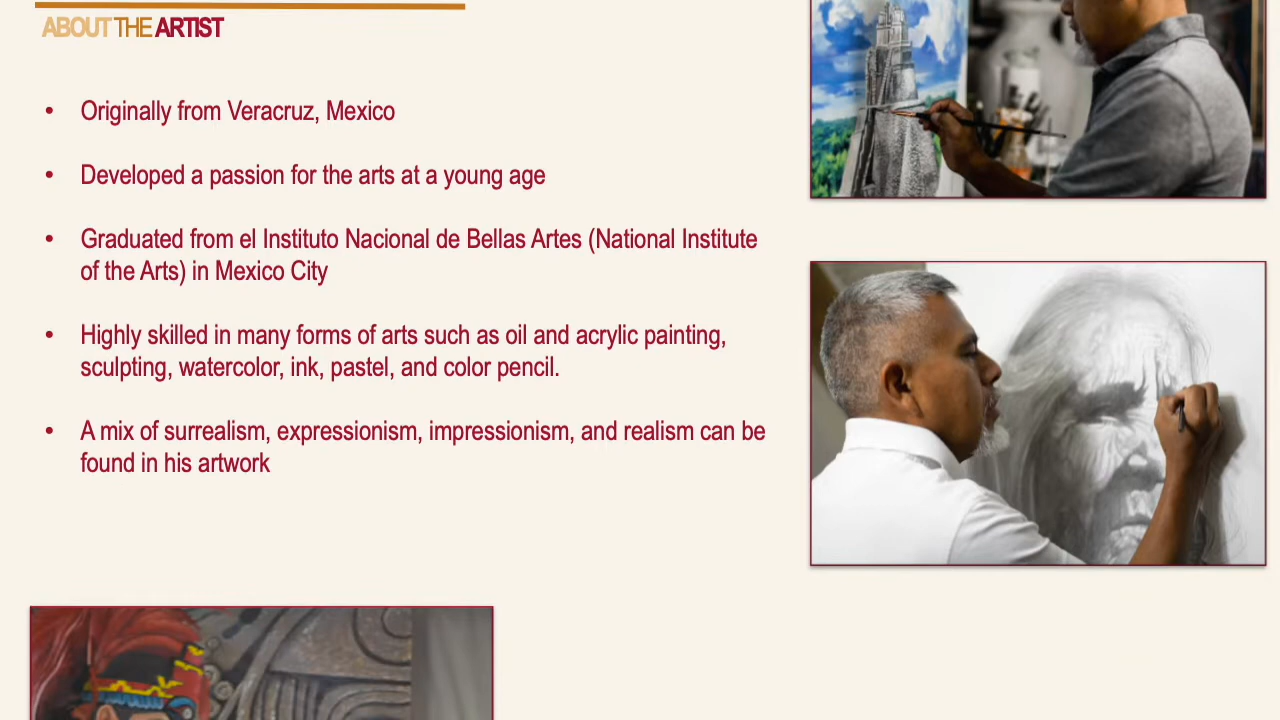 ABOUT THE ARTIST
• Originally from Veracruz, Mexico
• Developed a passion for the arts at a young age
• Graduated from el Instituto Nacional de Bellas Artes (National Institute
of the Arts) in Mexico City
• Highly skilled in many forms of arts such as oil and acrylic painting,
sculpting, watercolor, ink, pastel, and color pencil.
• A mix of surrealism, expressionism, impressionism, and realism can be
found in his artwork